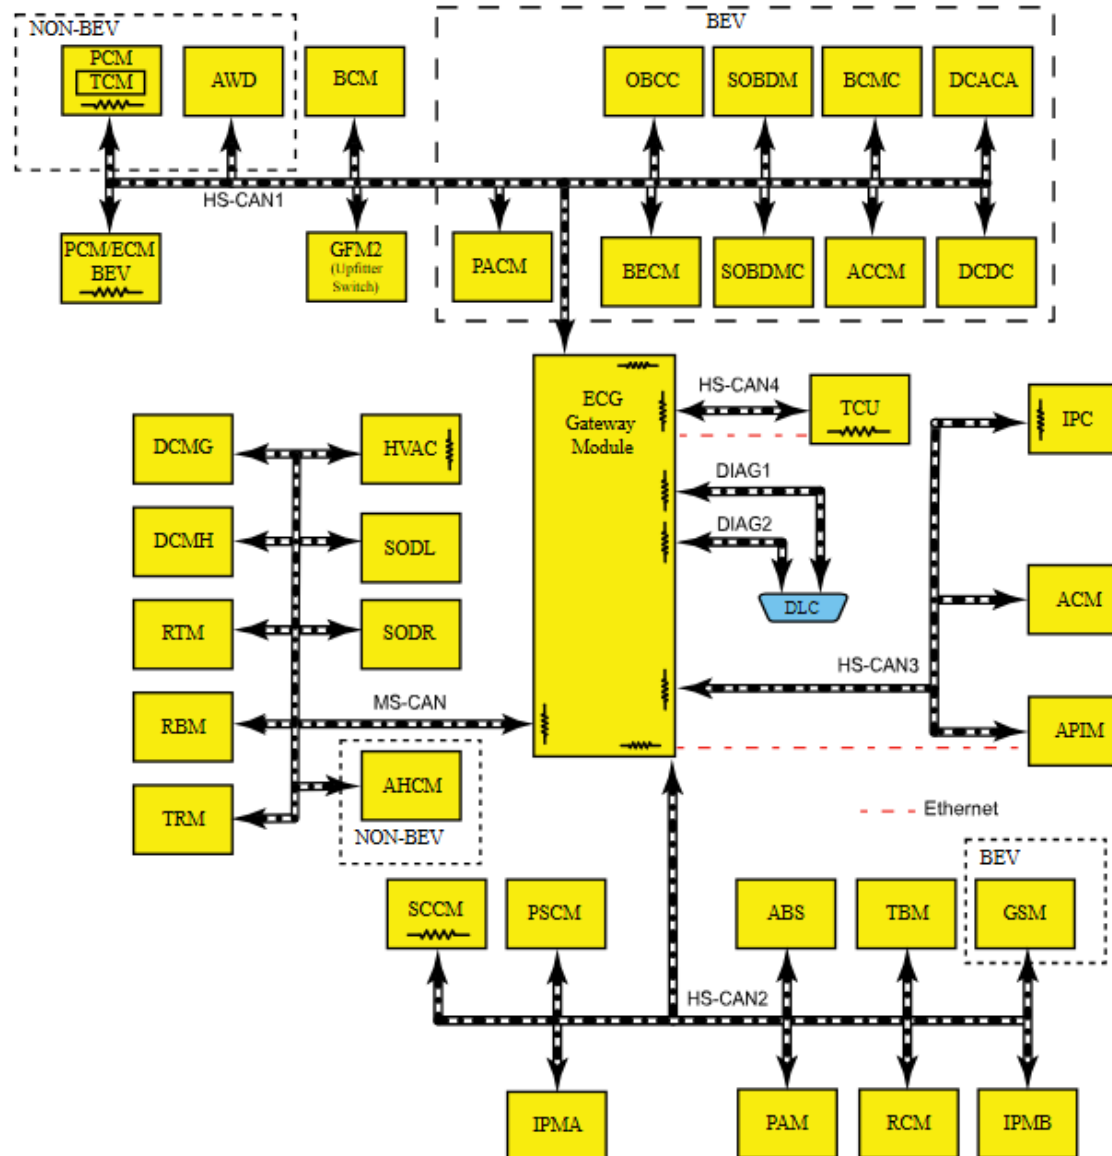 NON-BEV
BEV
PCM
TCM
AWD
BCM
OBCC
SOBDM
BCMC
DCACA
HS-CAN1
PCM/ECM
BEV
GFM2
(Upfitter
Switch)
PACM
BECM
SOBDMC
ACCM
DCDC
ECG
Gateway
Module
HS-CAN4
TCU
IPC
DCMG
HVAC
DIAG1
DIAG2
DCMH
SODL
DLC
ACM
RTM
SODR
HS-CAN3
RBM
MS-CAN
APIM
AHCM
NON-BEV
TRM
Ethernet
BEV
SCCM
PSCM
ABS
TBM
GSM
HS-CAN2
IPMA
PAM
RCM
IPMB